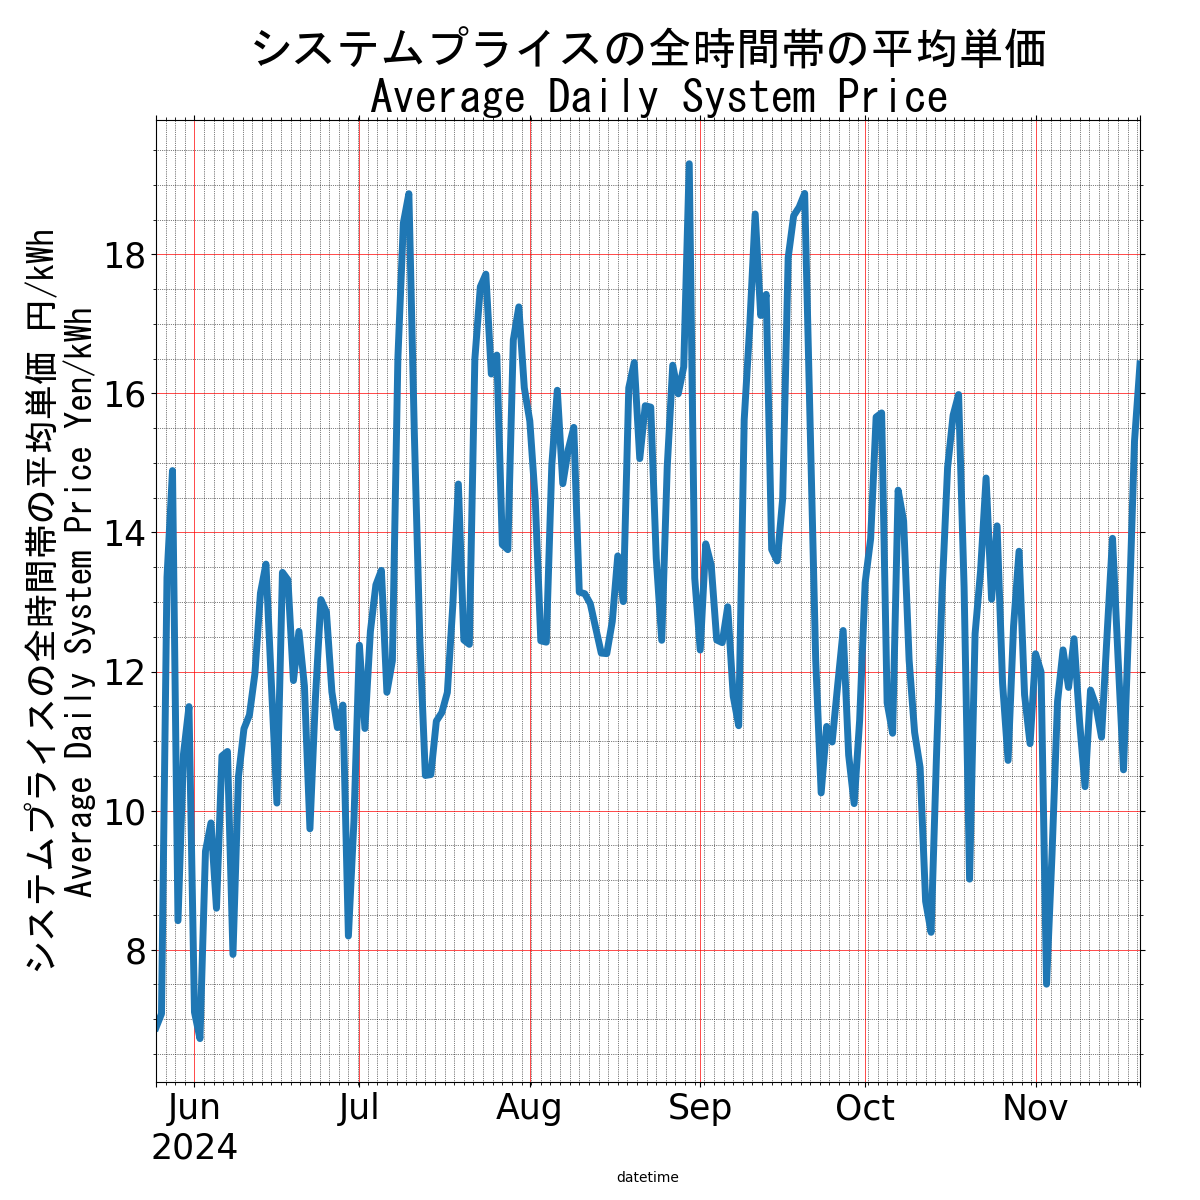 システムプライスの全時間帯の平均単価
Average Daily System Price
システムプライスの全時間帯の平均単価 円/kWh
Average Daily System Price Yen/kWh
18
16
14
12
10
8
Jun
Jul
Aug
Sep
Oct
Nov
2024
datetime